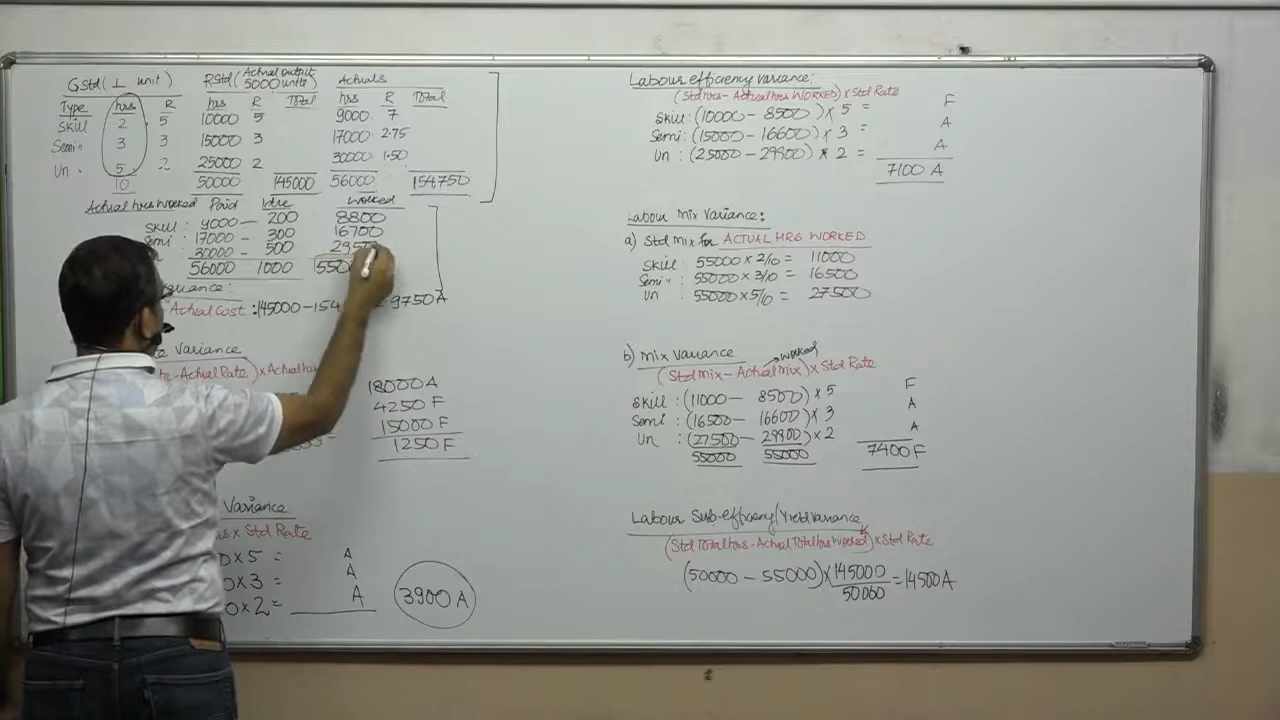 GStd (1 unit) RStd (Actual output 5000 units) Actuals
Type hrs R hrs R Total hrs R Total
Skill 2 5 10000 5 9000 7
Semi 3 3 15000 3 17000 2.75
Un 5 2 25000 2 30000 1.50
10 50000 145000 56000 154750
Actual hrs Worked Paid Idle Worked
Skill : 9000 - 200 8800
Semi : 17000 - 300 16700
30000 - 500
56000 1000
Actual Cost : 145000 - 9750 A
Variance
Actual Rate) x Actual
18000 A
4250 F
15000 F
1250 F
Variance
x Std Rate
x 5 = A
x 3 = A
x 2 = A
3900 A
Labour efficiency variance:
(Std hrs - Actual hrs WORKED) x Std Rate
Skill : (10000 - 8500) x 5 = F
Semi : (15000 - 16600) x 3 = A
Un : (25000 - 29900) x 2 = A
7100 A
Labour Mix Variance:
a) Std Mix for ACTUAL HRS WORKED
Skill 55000 x 2/10 = 11000
Semi : 55000 x 3/10 = 16500
Un : 55000 x 5/10 = 27500
b) Mix Variance
Worked
(Std Mix - Actual Mix) x Std Rate
Skill : (11000 - 8500) x 5 F
Semi : (16500 - 16600) x 3 A
Un : (27500 - 29900) x 2 A
55000 55000 7400 F
Labour Sub-efficiency/Yield Variance
(Std Total hrs - Actual Total hrs Worked) x Std Rate
(50000 - 55000) x 145000 / 50000 = 14500 A